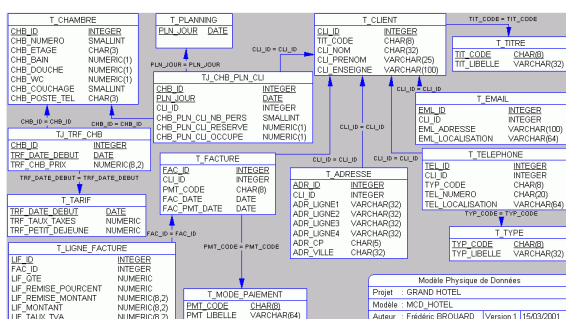 T_CHAMBRE
CHB_ID INTEGER
CHB_NUMERO SMALLINT
CHB_ETAGE CHAR(3)
CHB_BAIN NUMERIC(1)
CHB_DOUCHE NUMERIC(1)
CHB_WC NUMERIC(1)
CHB_COUCHAGE SMALLINT
CHB_POSTE_TEL CHAR(3)
T_PLANNING
PLN_JOUR DATE
T_CLIENT
CLI_ID INTEGER
TIT_CODE CHAR(8)
CLI_NOM CHAR(32)
CLI_PRENOM VARCHAR(25)
CLI_ENSEIGNE VARCHAR(100)
TIT_CODE = TIT_CODE
T_TITRE
TIT_CODE CHAR(8)
TIT_LIBELLE VARCHAR(32)
CLI_ID = CLI_ID
PLN_JOUR = PLN_JOUR
TJ_CHB_PLN_CLI
CHB_ID INTEGER
PLN_JOUR DATE
CLI_ID INTEGER
CHB_PLN_CLI_NB_PERS SMALLINT
CHB_PLN_CLI_RESERVE NUMERIC(1)
CHB_PLN_CLI_OCCUPE NUMERIC(1)
CLI_ID = CLI_ID
T_EMAIL
EML_ID INTEGER
CLI_ID INTEGER
EML_ADRESSE VARCHAR(100)
EML_LOCALISATION VARCHAR(64)
CHB_ID = CHB_ID
CHB_ID = CHB_ID
CLI_ID = CLI_ID
TJ_TRF_CHB
CHB_ID INTEGER
TRF_DATE_DEBUT DATE
TRF_CHB_PRIX NUMERIC(8,2)
TRF_DATE_DEBUT = TRF_DATE_DEBUT
T_FACTURE
FAC_ID INTEGER
CLI_ID INTEGER
PMT_CODE CHAR(8)
FAC_DATE DATE
FAC_PMT_DATE DATE
CLI_ID = CLI_ID
CLI_ID = CLI_ID
T_ADRESSE
ADR_ID INTEGER
CLI_ID INTEGER
ADR_LIGNE1 VARCHAR(32)
ADR_LIGNE2 VARCHAR(32)
ADR_LIGNE3 VARCHAR(32)
ADR_LIGNE4 VARCHAR(32)
ADR_CP CHAR(5)
ADR_VILLE CHAR(32)
T_TELEPHONE
TEL_ID INTEGER
CLI_ID INTEGER
TYP_CODE CHAR(8)
TEL_NUMERO CHAR(20)
TEL_LOCALISATION VARCHAR(64)
TYP_CODE = TYP_CODE
T_TYPE
TYP_CODE CHAR(8)
TYP_LIBELLE VARCHAR(32)
T_TARIF
TRF_DATE_DEBUT DATE
TRF_TAUX_TAXES NUMERIC
TRF_PETIT_DEJEUNE NUMERIC
FAC_ID = FAC_ID
PMT_CODE = PMT_CODE
T_LIGNE_FACTURE
LIF_ID INTEGER
FAC_ID INTEGER
LIF_QTE NUMERIC
LIF_REMISE_POURCENT NUMERIC
LIF_REMISE_MONTANT NUMERIC(8,2)
LIF_MONTANT NUMERIC(8,2)
LIF_TAUX_TVA NUMERIC(8,2)
T_MODE_PAIEMENT
PMT_CODE CHAR(8)
PMT_LIBELLE VARCHAR(64)
Modèle Physique de Données
Projet : GRAND HOTEL
Modèle : MCD_HOTEL
Auteur : Frédéric BROUARD Version 1 15/03/2001